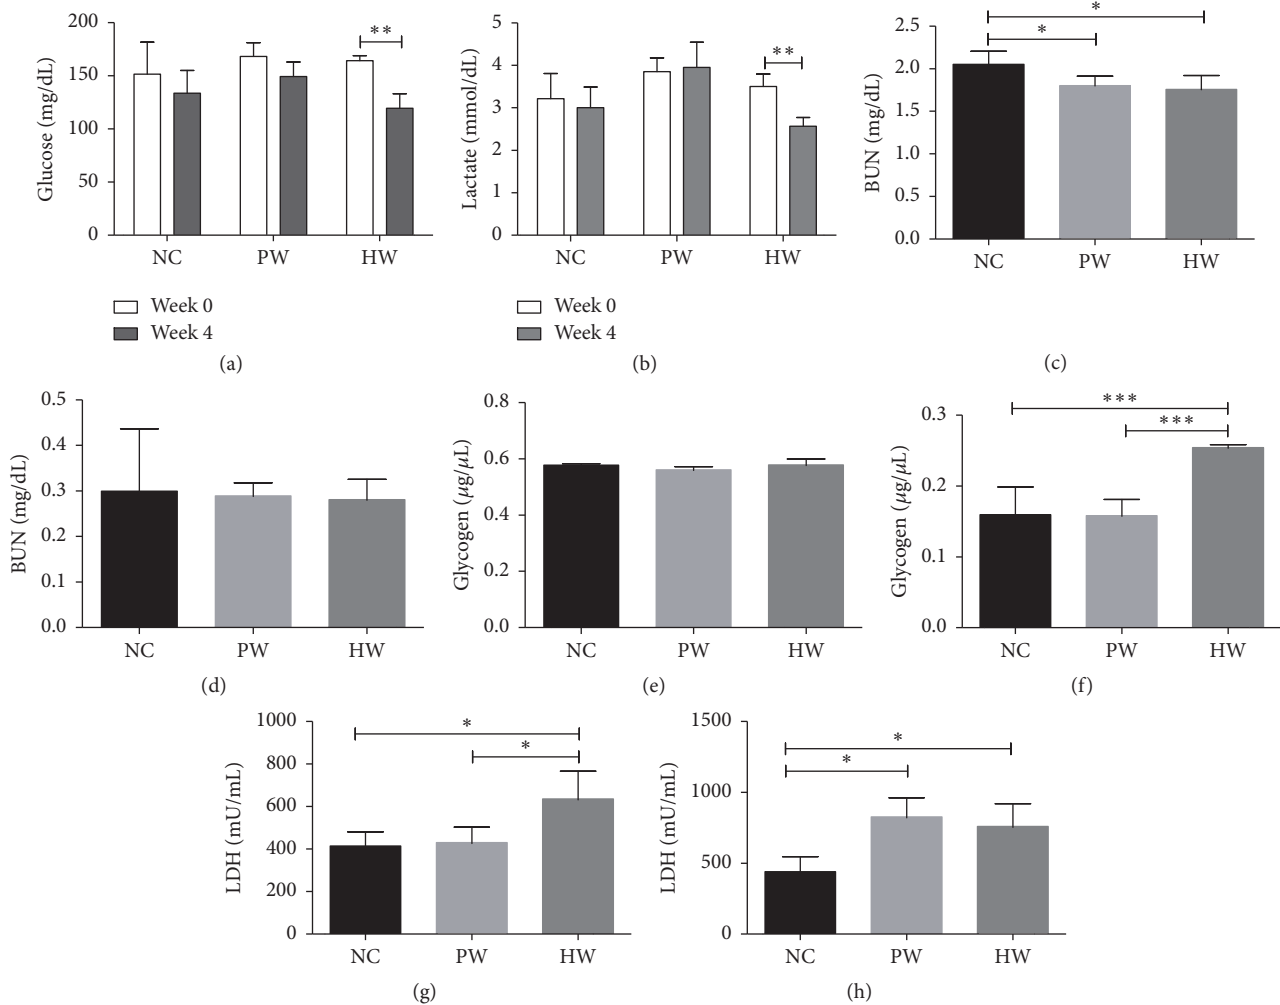 200
150
100
50
0
Glucose (mg/dL)
**
NC PW HW
Week 0
Week 4
(a)
5
4
3
2
1
0
Lactate (mmol/dL)
**
NC PW HW
Week 0
Week 4
(b)
2.5
2.0
1.5
1.0
0.5
0.0
BUN (mg/dL)
*
*
NC PW HW
(c)
0.5
0.4
0.3
0.2
0.1
0.0
BUN (mg/dL)
NC PW HW
(d)
0.8
0.6
0.4
0.2
0.0
Glycogen (μg/μL)
NC PW HW
(e)
0.3
0.2
0.1
0.0
Glycogen (μg/μL)
***
***
NC PW HW
(f)
1000
800
600
400
200
0
LDH (mU/mL)
*
*
NC PW HW
(g)
1500
1000
500
0
LDH (mU/mL)
*
*
NC PW HW
(h)